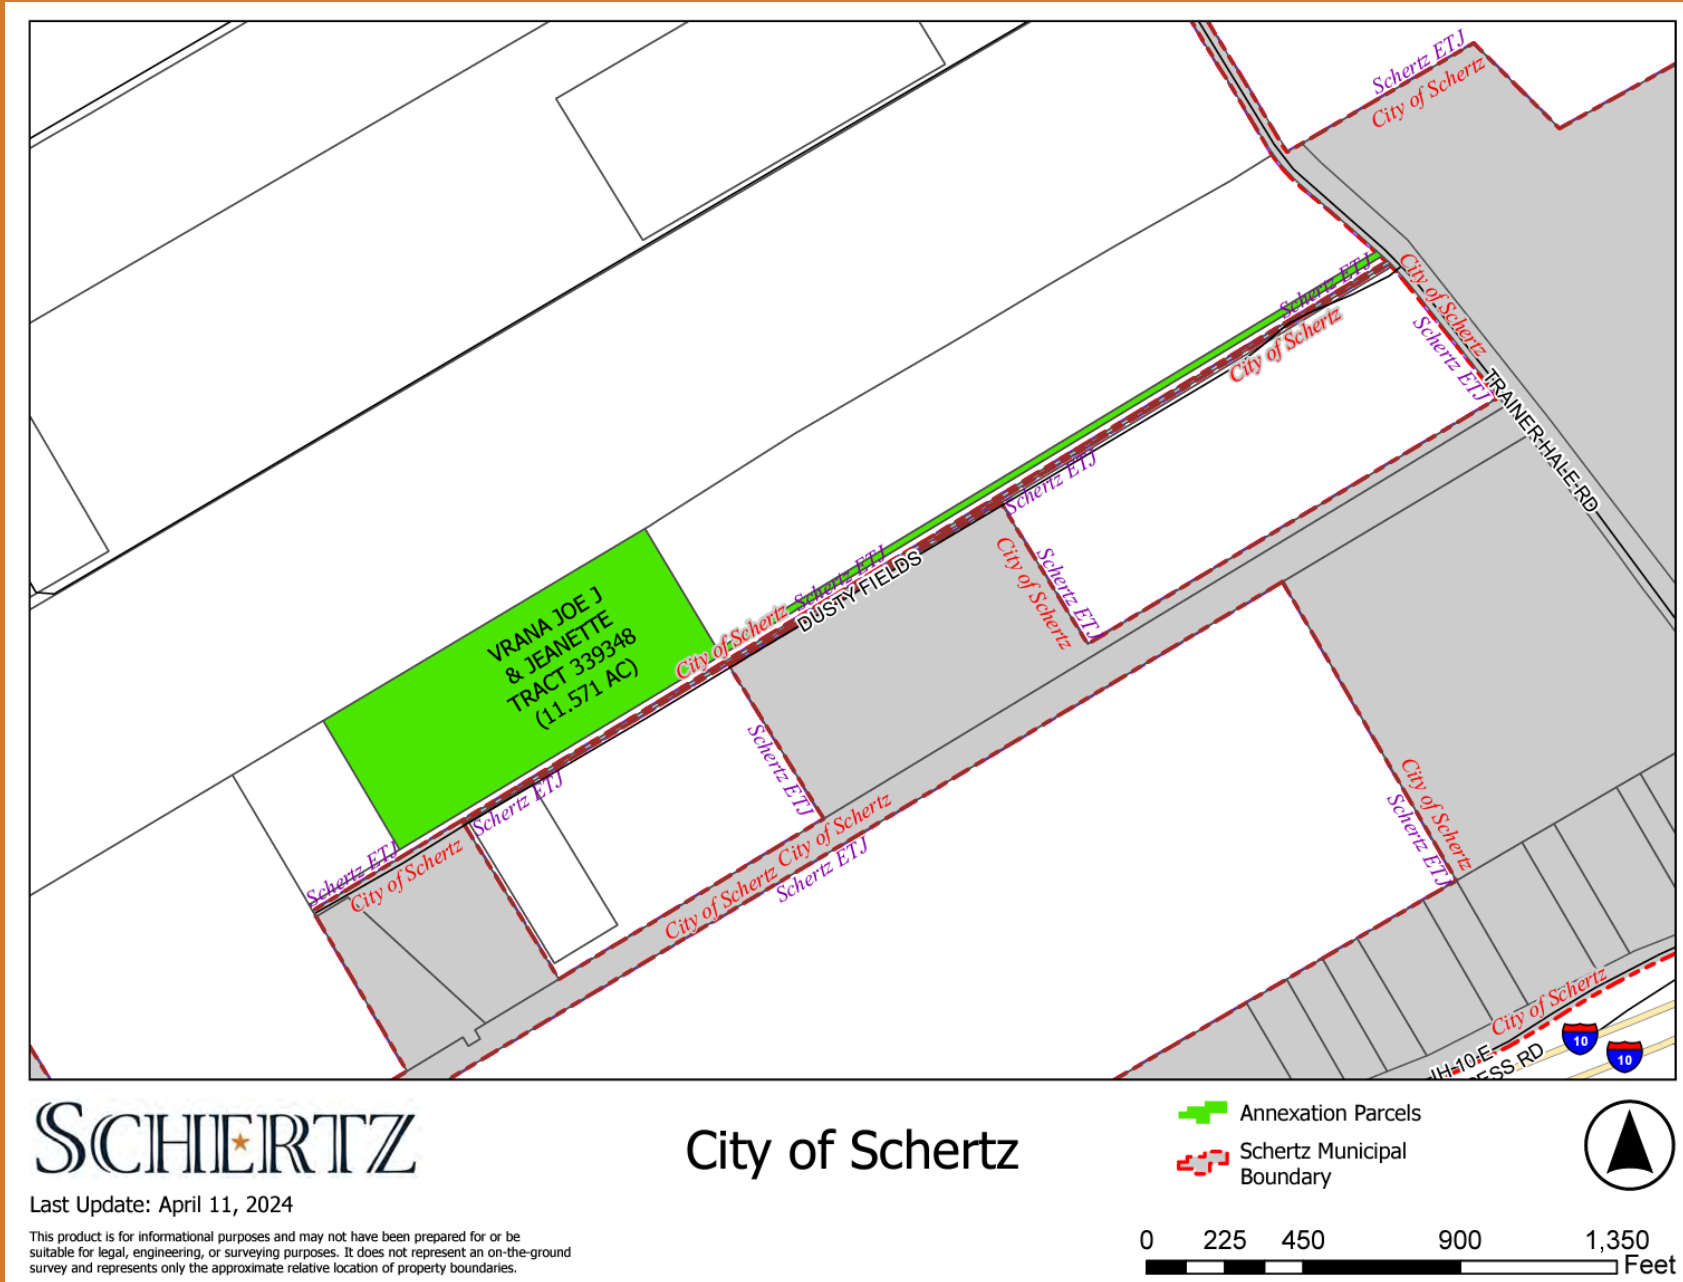 Schertz ETJ
City of Schertz
Schertz ETJ
City of Schertz
City of Schertz
Schertz ETJ
TRAINER HALE RD
Schertz ETJ
City of Schertz
Schertz ETJ
Schertz ETJ
City of Schertz
DUSTY FIELDS
VRANA JOE J
& JEANETTE
TRACT 339348
(11.571 AC)
Schertz ETJ
City of Schertz
Schertz ETJ
Schertz ETJ
City of Schertz
City of Schertz
City of Schertz
Schertz ETJ
City of Schertz
Schertz ETJ
City of Schertz
IH 10 E
ESS RD
10
10
SCHERTZ
Last Update: April 11, 2024
This product is for informational purposes and may not have been prepared for or be
suitable for legal, engineering, or surveying purposes. It does not represent an on-the-ground
survey and represents only the approximate relative location of property boundaries.
City of Schertz
Annexation Parcels
Schertz Municipal
Boundary
0 225 450 900 1,350
Feet